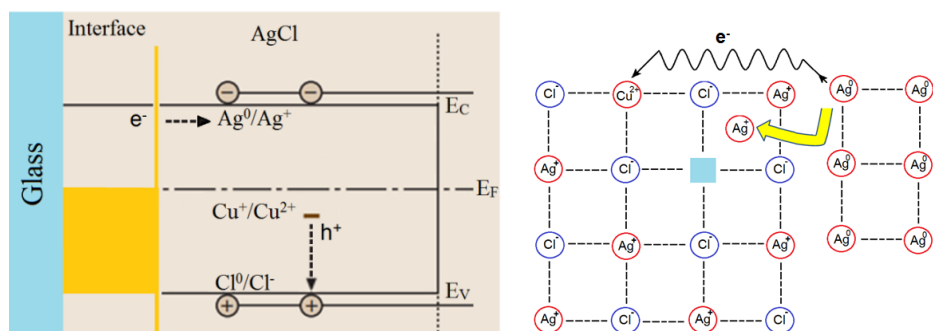 Interface
AgCl
Glass
e-
Ag⁰/Ag⁺
E_C
E_F
Cu⁺/Cu²⁺
h⁺
Cl⁰/Cl⁻
E_V
e-
Cl⁻ Cu²⁺ Cl⁻ Ag⁺ Ag⁰ Ag⁰
Ag⁺
Ag⁺ Cl⁻ Cl⁻ Ag⁰ Ag⁰
Cl⁻ Ag⁺ Cl⁻ Ag⁺ Ag⁰ Ag⁰
Ag⁺ Cl⁻ Ag⁺ Cl⁻